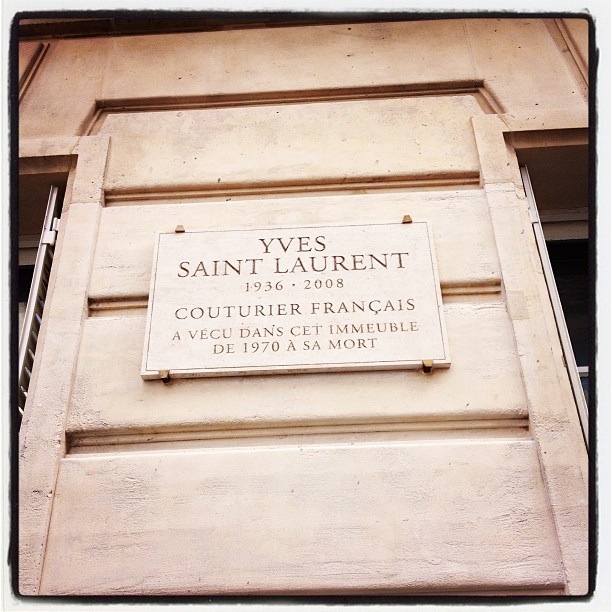 YVES
SAINT LAURENT
1936 · 2008
COUTURIER FRANÇAIS
A VÉCU DANS CET IMMEUBLE
DE 1970 À SA MORT